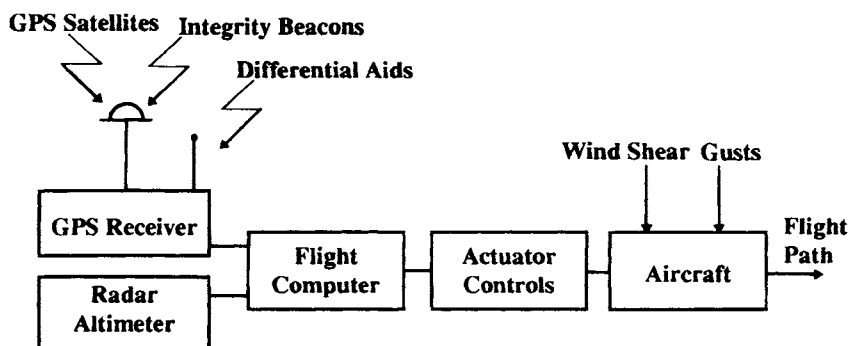 GPS Satellites
Integrity Beacons
Differential Aids
Wind Shear Gusts
GPS Receiver
Flight
Computer
Actuator
Controls
Aircraft
Flight
Path
Radar
Altimeter